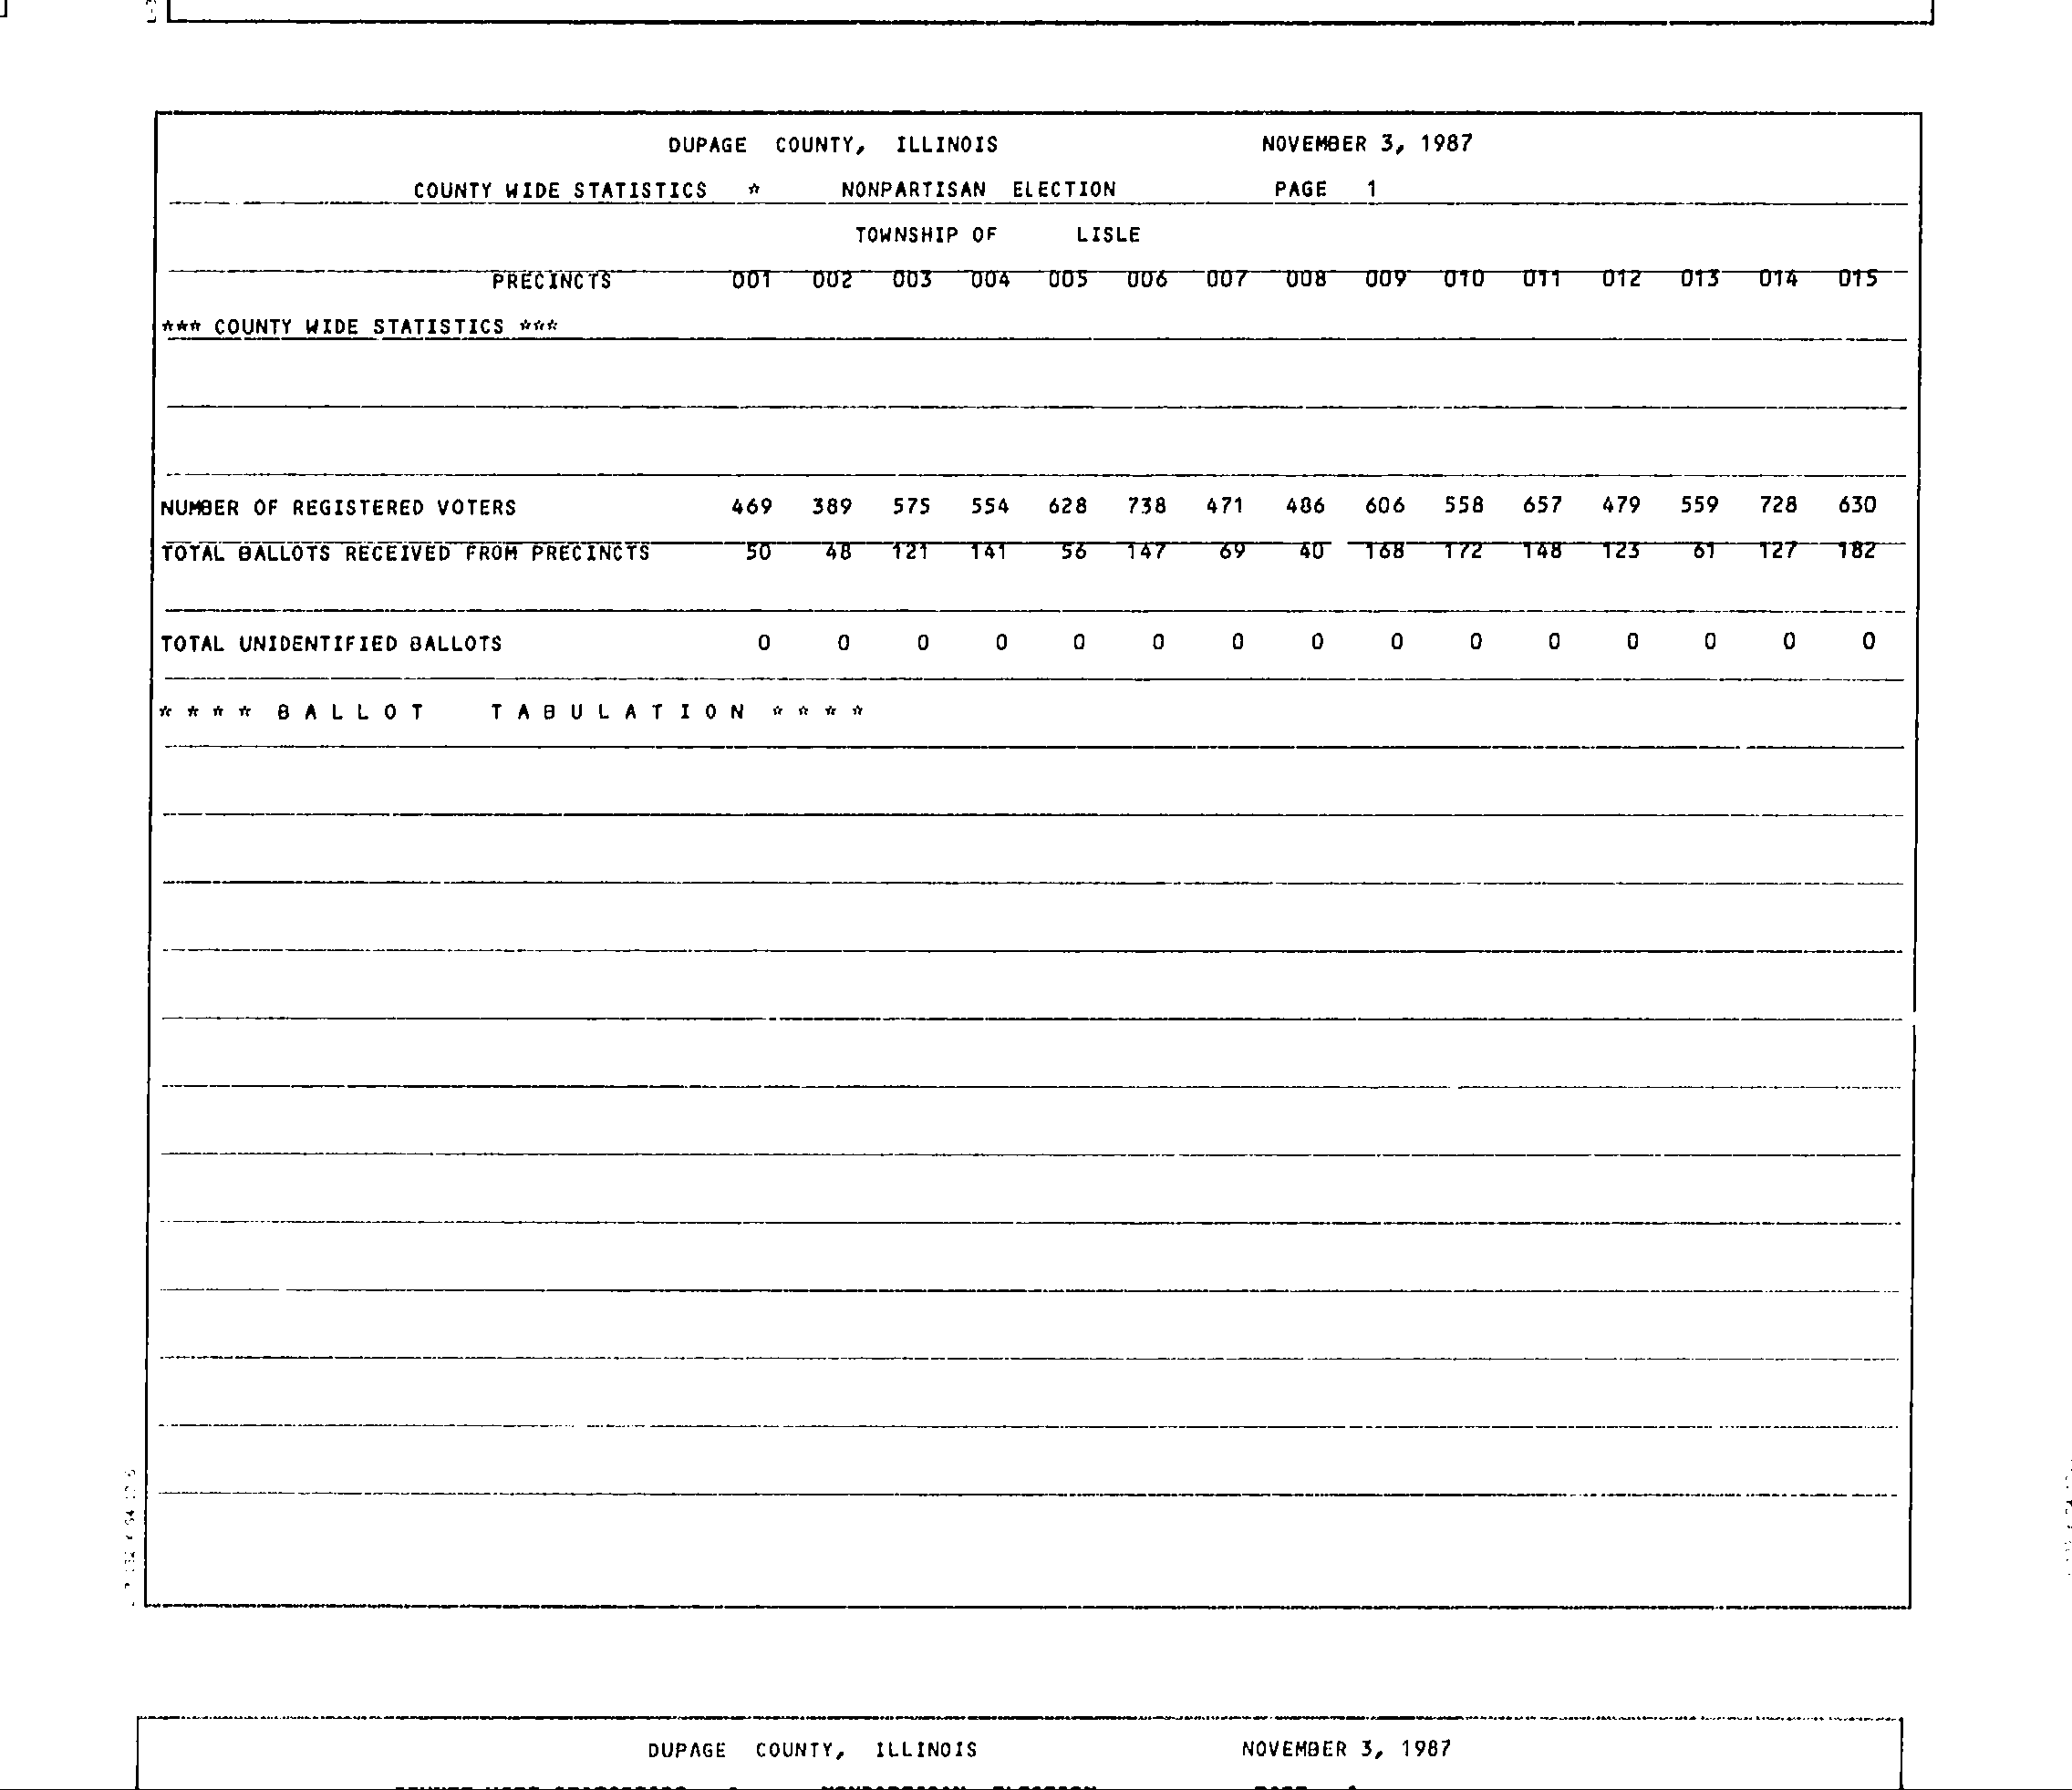 DUPAGE COUNTY, ILLINOIS NOVEMBER 3, 1987
COUNTY WIDE STATISTICS * NONPARTISAN ELECTION PAGE 1
TOWNSHIP OF LISLE
PRECINCTS 001 002 003 004 005 006 007 008 009 010 011 012 013 014 015
*** COUNTY WIDE STATISTICS ***
NUMBER OF REGISTERED VOTERS 469 389 575 554 628 738 471 486 606 558 657 479 559 728 630
TOTAL BALLOTS RECEIVED FROM PRECINCTS 50 48 121 141 56 147 69 40 168 172 148 123 61 127 182
TOTAL UNIDENTIFIED BALLOTS 0 0 0 0 0 0 0 0 0 0 0 0 0 0 0
* * * * B A L L O T T A B U L A T I O N * * * *
DUPAGE COUNTY, ILLINOIS NOVEMBER 3, 1987